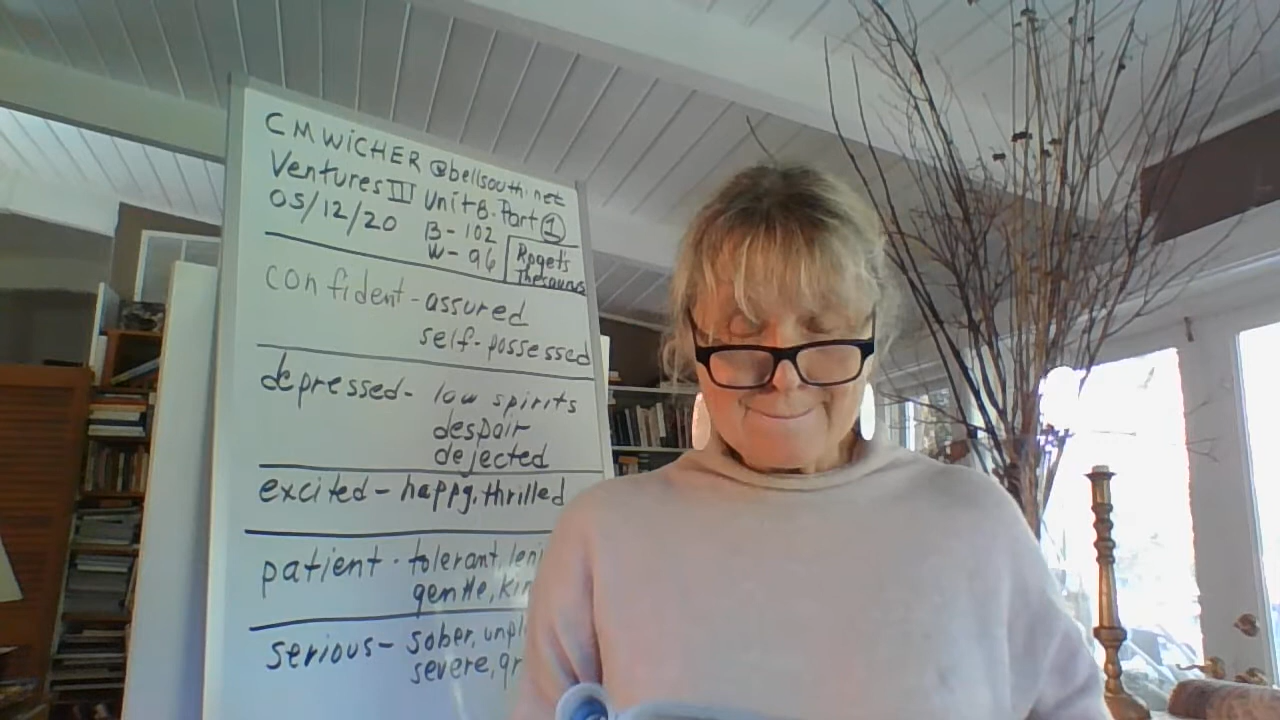 CMWICHER@bellsouth.net
Ventures III Unit 8. Part 1
05/12/20 B-102
W-96
Roget's
Thesaurus
confident - assured
self-possessed
depressed - low spirits
despair
dejected
excited - happy, thrilled
patient - tolerant,
gentle,
serious - sober,
severe,